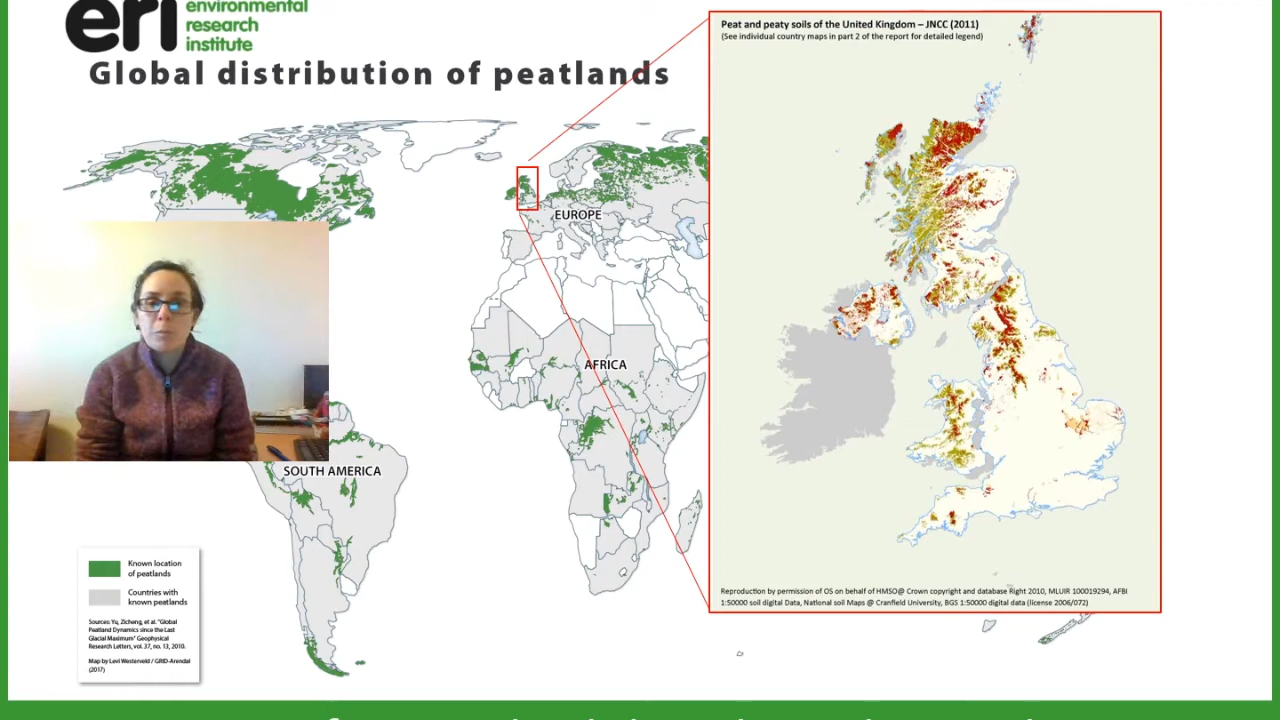 eri environmental
research
institute
Global distribution of peatlands
EUROPE
AFRICA
SOUTH AMERICA
Known location
of peatlands
Countries with
known peatlands
Sources: Yu, Zicheng, et al. "Global
Peatland Dynamics since the Last
Glacial Maximum" Geophysical
Research Letters, vol. 37, no. 13, 2010.
Map by Levi Westerveld / GRID-Arendal
(2017)
Peat and peaty soils of the United Kingdom – JNCC (2011)
(See individual country maps in part 2 of the report for detailed legend)
Reproduction by permission of OS on behalf of HMSO@ Crown copyright and database Right 2010, MLUIR 100019294, AFBI
1:50000 soil digital Data, National soil Maps @ Cranfield University, BGS 1:50000 digital data (license 2006/072)